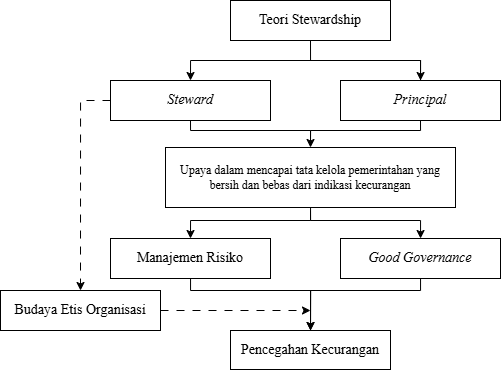 Teori Stewardship
Steward
Principal
Upaya dalam mencapai tata kelola pemerintahan yang
bersih dan bebas dari indikasi kecurangan
Manajemen Risiko
Good Governance
Budaya Etis Organisasi
Pencegahan Kecurangan